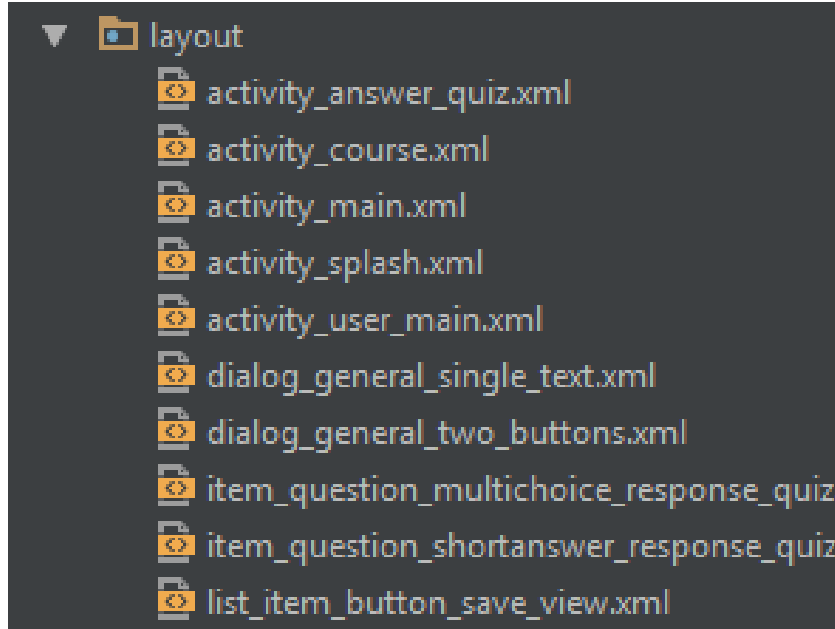 layout
activity_answer_quiz.xml
activity_course.xml
activity_main.xml
activity_splash.xml
activity_user_main.xml
dialog_general_single_text.xml
dialog_general_two_buttons.xml
item_question_multichoice_response_quiz
item_question_shortanswer_response_quiz
list_item_button_save_view.xml